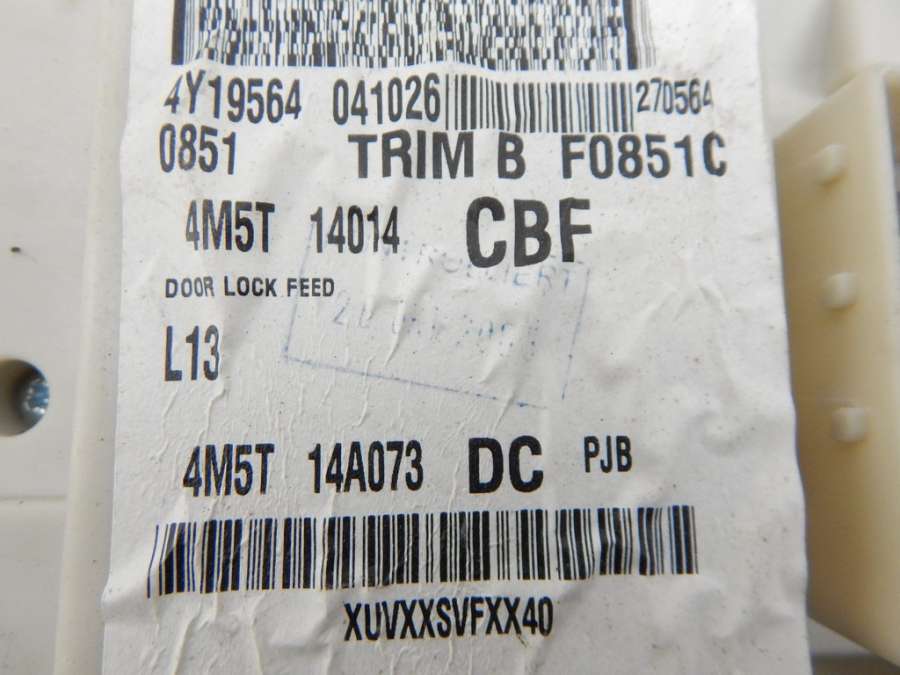 4Y19564 041026 270564
0851 TRIM B F0851C
4M5T 14014 CBF
DOOR LOCK FEED
L13
4M5T 14A073 DC PJB
XUVXXSVFXX40